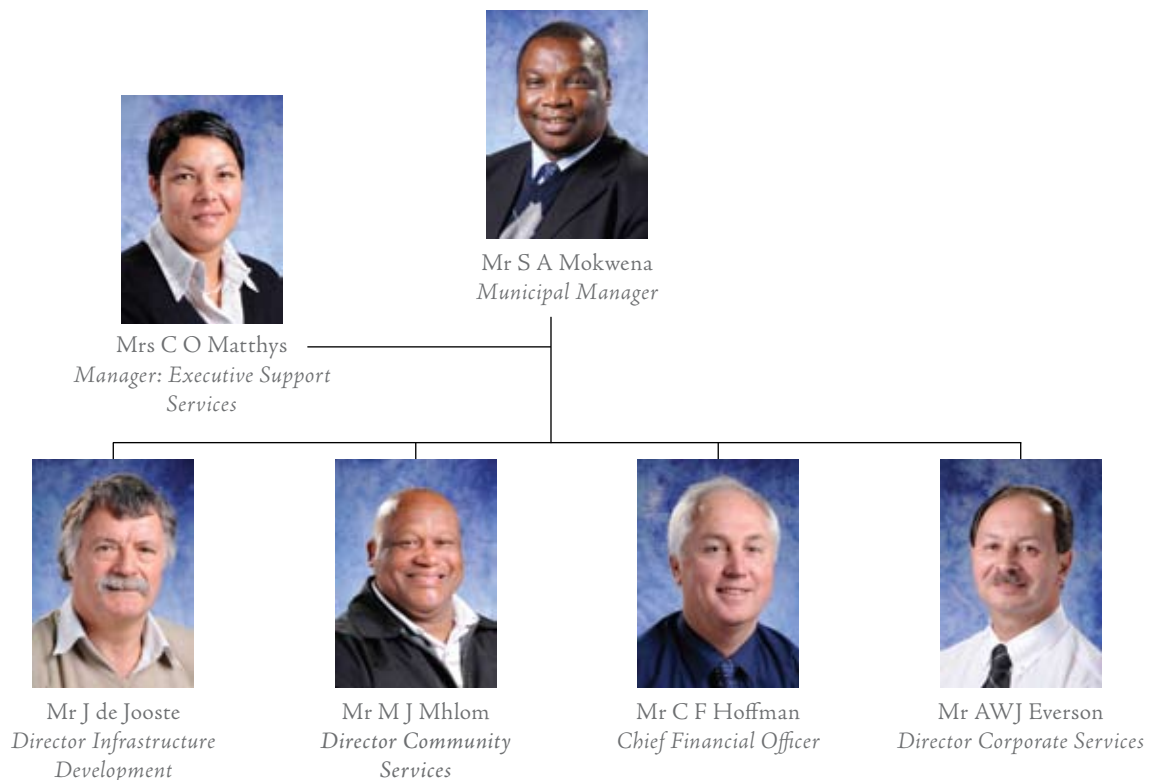 Mr S A Mokwena
Municipal Manager
Mrs C O Matthys
Manager: Executive Support
Services
Mr J de Jooste
Director Infrastructure
Development
Mr M J Mhlom
Director Community
Services
Mr C F Hoffman
Chief Financial Officer
Mr AWJ Everson
Director Corporate Services